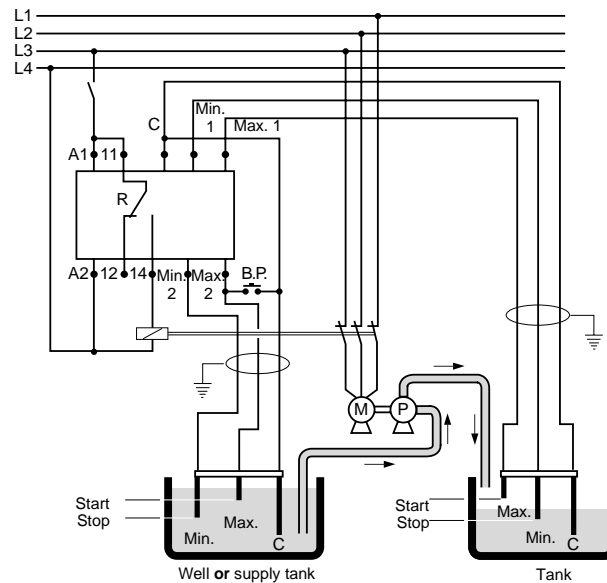 L1
L2
L3
L4
C
Min.
1
Max. 1
A1
11
R
A2
12
14
Min.
2
Max.
2
B.P.
M
P
Start
Stop
Min.
Max.
C
Start
Stop
Max.
Min.
C
Well or supply tank
Tank